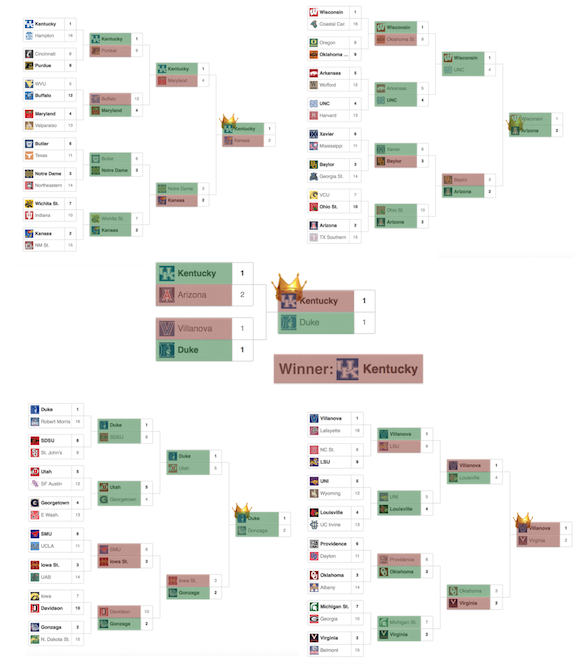 Kentucky 1
Hampton 16
Cincinnati 8
Purdue 9
WVU 5
Buffalo 12
Maryland 4
Valparaiso 13
Butler 6
Texas 11
Notre Dame 3
Northeastern 14
Wichita St. 7
Indiana 10
Kansas 2
NM St. 15
Kentucky 1
Purdue 9
Buffalo 12
Maryland 4
Butler 6
Notre Dame 3
Wichita St. 7
Kansas 2
Kentucky 1
Maryland 4
Notre Dame 3
Kansas 2
Kentucky 1
Kansas 2
Wisconsin 1
Coastal Car. 16
Oregon 8
Oklahoma ... 9
Arkansas 5
Wofford 12
UNC 4
Harvard 13
Xavier 6
Mississippi 11
Baylor 3
Georgia St. 14
VCU 7
Ohio St. 10
Arizona 2
TX Southern 15
Wisconsin 1
Oklahoma S. 9
Arkansas 5
UNC 4
Xavier 6
Baylor 3
Ohio St. 10
Arizona 2
Wisconsin 1
UNC 4
Baylor 3
Arizona 2
Wisconsin 1
Arizona 2
Kentucky 1
Arizona 2
Villanova 1
Duke 1
Kentucky 1
Duke 1
Winner: Kentucky
Duke 1
Robert Morris 16
SDSU 8
St. John's 9
Utah 5
SF Austin 12
Georgetown 4
E Wash. 13
SMU 6
UCLA 11
Iowa St. 3
UAB 14
Iowa 7
Davidson 10
Gonzaga 2
N. Dakota St. 15
Duke 1
SDSU 8
Utah 5
Georgetown 4
SMU 6
Iowa St. 3
Davidson 10
Gonzaga 2
Duke 1
Utah 5
Iowa St. 3
Gonzaga 2
Duke 1
Gonzaga 2
Villanova 1
Lafayette 16
NC St. 8
LSU 9
UNI 5
Wyoming 12
Louisville 4
UC Irvine 13
Providence 6
Dayton 11
Oklahoma 3
Albany 14
Michigan St. 7
Georgia 10
Virginia 2
Belmont 15
Villanova 1
LSU 9
UNI 5
Louisville 4
Providence 6
Oklahoma 3
Michigan St. 7
Virginia 2
Villanova 1
Louisville 4
Oklahoma 3
Virginia 2
Villanova 1
Virginia 2